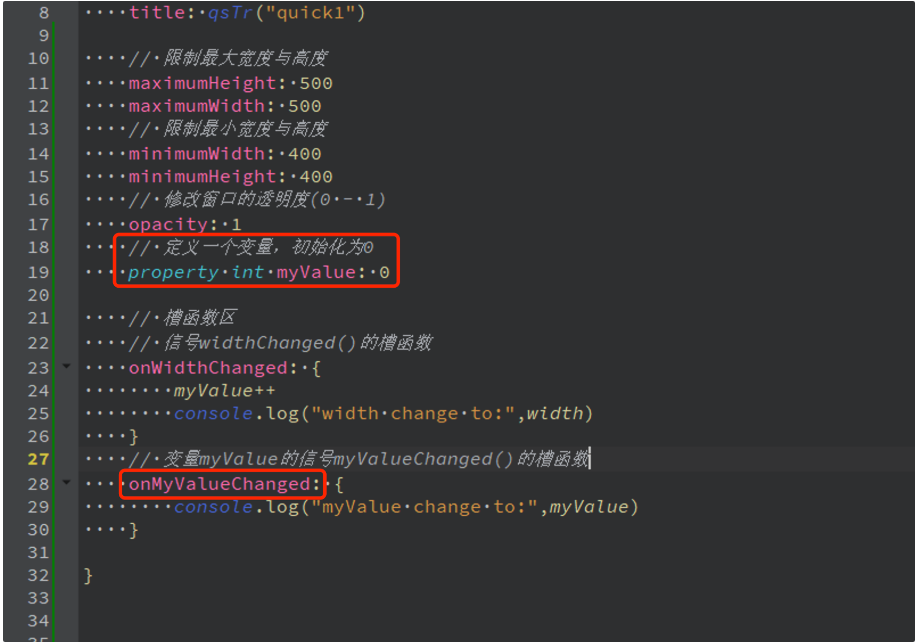 8 ····title:·qsTr("quick1")
9
10 ····//·限制最大宽度与高度
11 ····maximumHeight:·500
12 ····maximumWidth:·500
13 ····//·限制最小宽度与高度
14 ····minimumWidth:·400
15 ····minimumHeight:·400
16 ····//·修改窗口的透明度(0·-·1)
17 ····opacity:·1
18 ····//·定义一个变量，初始化为0
19 ····property·int·myValue:·0
20
21 ····//·槽函数区
22 ····//·信号widthChanged()的槽函数
23 ····onWidthChanged:·{
24 ········myValue++
25 ········console.log("width·change·to:",width)
26 ····}
27 ····//·变量myValue的信号myValueChanged()的槽函数
28 ····onMyValueChanged:·{
29 ········console.log("myValue·change·to:",myValue)
30 ····}
31
32 }
33
34
35